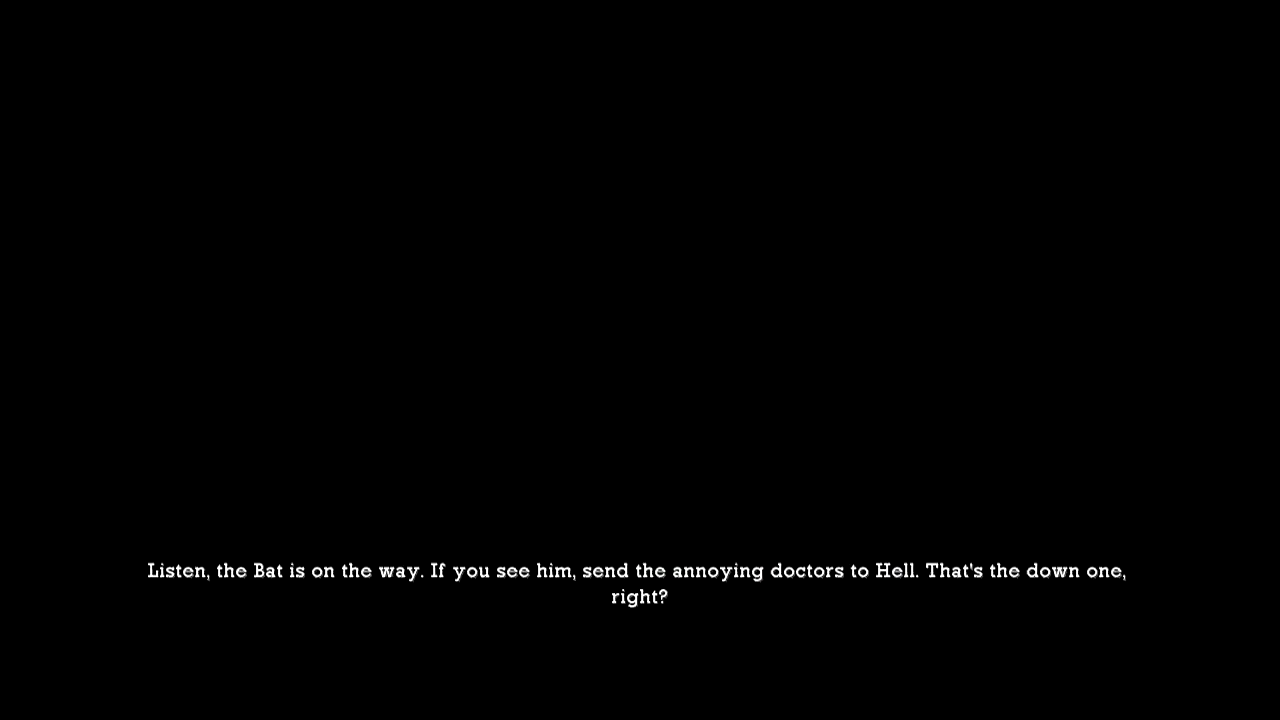 Listen, the Bat is on the way. If you see him, send the annoying doctors to Hell. That's the down one,
right?